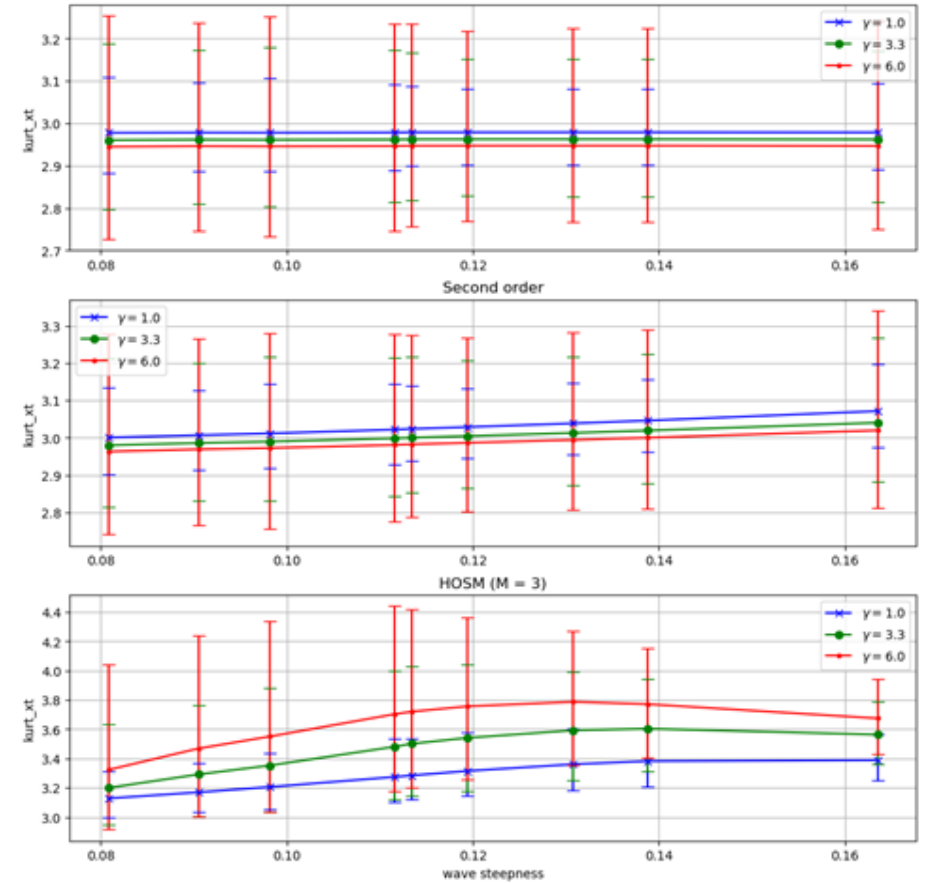 3.2
3.1
3.0
2.9
2.8
2.7
kurt_xt
γ = 1.0
γ = 3.3
γ = 6.0
0.08 0.10 0.12 0.14 0.16
Second order
3.3
3.2
3.1
3.0
2.9
2.8
kurt_xt
γ = 1.0
γ = 3.3
γ = 6.0
0.08 0.10 0.12 0.14 0.16
HOSM (M = 3)
4.4
4.2
4.0
3.8
3.6
3.4
3.2
3.0
kurt_xt
γ = 1.0
γ = 3.3
γ = 6.0
0.08 0.10 0.12 0.14 0.16
wave steepness